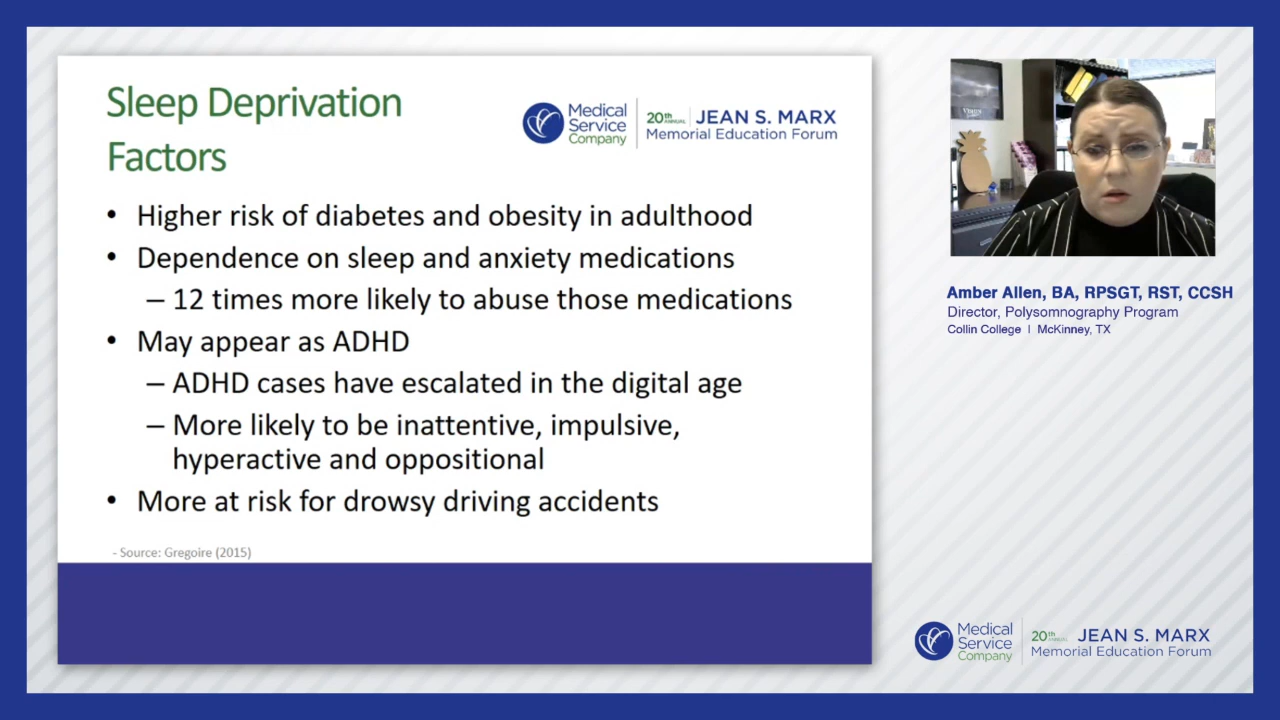 Sleep Deprivation
Factors
Medical
Service
Company
20th ANNUAL JEAN S. MARX
Memorial Education Forum
• Higher risk of diabetes and obesity in adulthood
• Dependence on sleep and anxiety medications
– 12 times more likely to abuse those medications
• May appear as ADHD
– ADHD cases have escalated in the digital age
– More likely to be inattentive, impulsive,
hyperactive and oppositional
• More at risk for drowsy driving accidents
- Source: Gregoire (2015)
Amber Allen, BA, RPSGT, RST, CCSH
Director, Polysomnography Program
Collin College | McKinney, TX
Medical
Service
Company
20th ANNUAL JEAN S. MARX
Memorial Education Forum